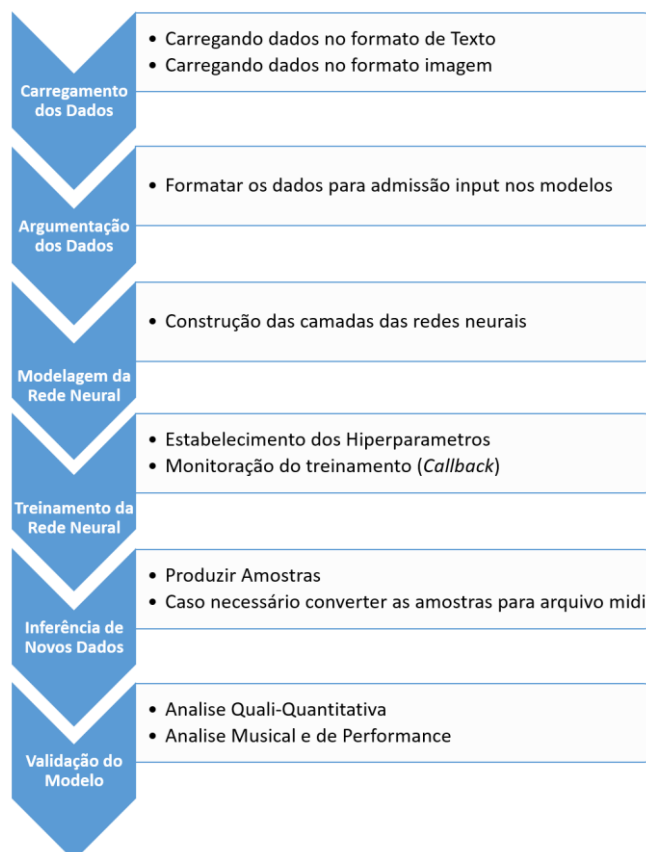 • Carregando dados no formato de Texto
• Carregando dados no formato imagem
Carregamento
dos Dados
• Formatar os dados para admissão input nos modelos
Argumentação
dos Dados
• Construção das camadas das redes neurais
Modelagem da
Rede Neural
• Estabelecimento dos Hiperparametros
• Monitoração do treinamento (Callback)
Treinamento da
Rede Neural
• Produzir Amostras
• Caso necessário converter as amostras para arquivo midi
Inferência de
Novos Dados
• Analise Quali-Quantitativa
• Analise Musical e de Performance
Validação do
Modelo